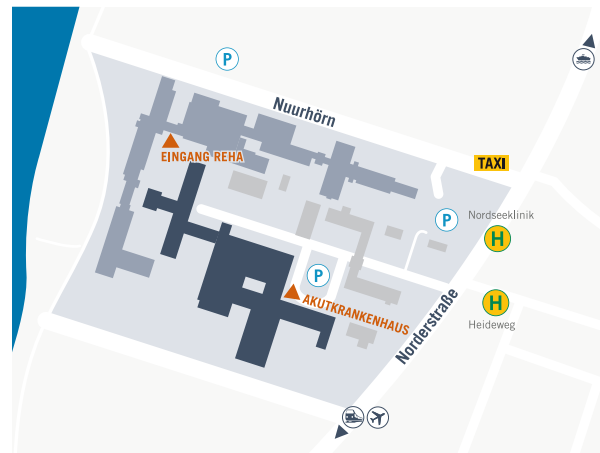 P
Nuurhörn
TAXI
EINGANG REHA
Nordseeklinik
P
H
P
AKUTKRANKENHAUS
H
Heideweg
Norderstraße